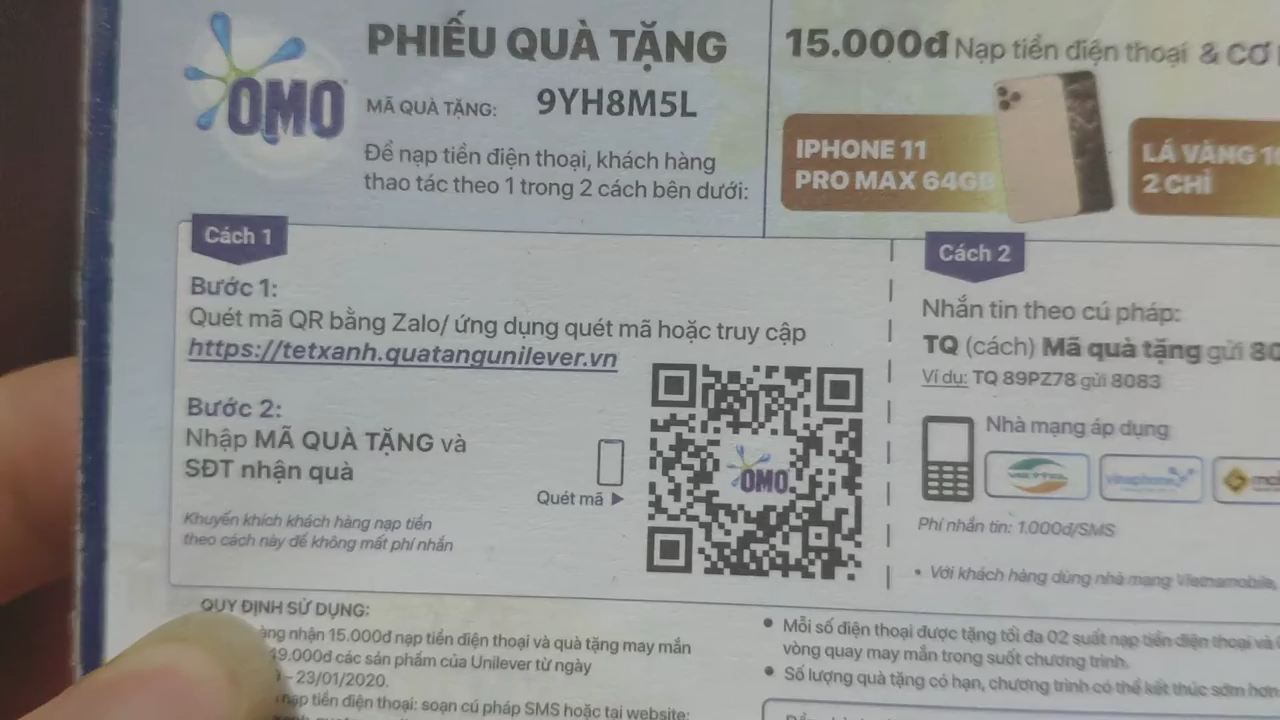 OMO
PHIẾU QUÀ TẶNG
MÃ QUÀ TẶNG: 9YH8M5L
Để nạp tiền điện thoại, khách hàng
thao tác theo 1 trong 2 cách bên dưới:
15.000đ Nạp tiền điện thoại & CƠ
IPHONE 11
PRO MAX 64GB
LÁ VÀNG
2 CHỈ
Cách 1
Bước 1:
Quét mã QR bằng Zalo/ ứng dụng quét mã hoặc truy cập
https://tetxanh.quatangunilever.vn
Bước 2:
Nhập MÃ QUÀ TẶNG và
SĐT nhận quà
Quét mã
OMO
Khuyến khích khách hàng nạp tiền
theo cách này để không mất phí nhắn
Cách 2
Nhắn tin theo cú pháp:
TQ (cách) Mã quà tặng gửi 80
Ví dụ: TQ 89PZ78 gửi 8083
Nhà mạng áp dụng
VIETTEL
vinaphone
Phí nhắn tin: 1.000đ/SMS
• Với khách hàng dùng nhà mạng Vietnamobile,
QUY ĐỊNH SỬ DỤNG:
nhận 15.000đ nạp tiền điện thoại và quà tặng may mắn
49.000đ các sản phẩm của Unilever từ ngày
– 23/01/2020.
nạp tiền điện thoại: soạn cú pháp SMS hoặc tại website:
• Mỗi số điện thoại được tặng tối đa 02 suất nạp tiền điện thoại và
vòng quay may mắn trong suốt chương trình.
• Số lượng quà tặng có hạn, chương trình có thể kết thúc sớm hơn